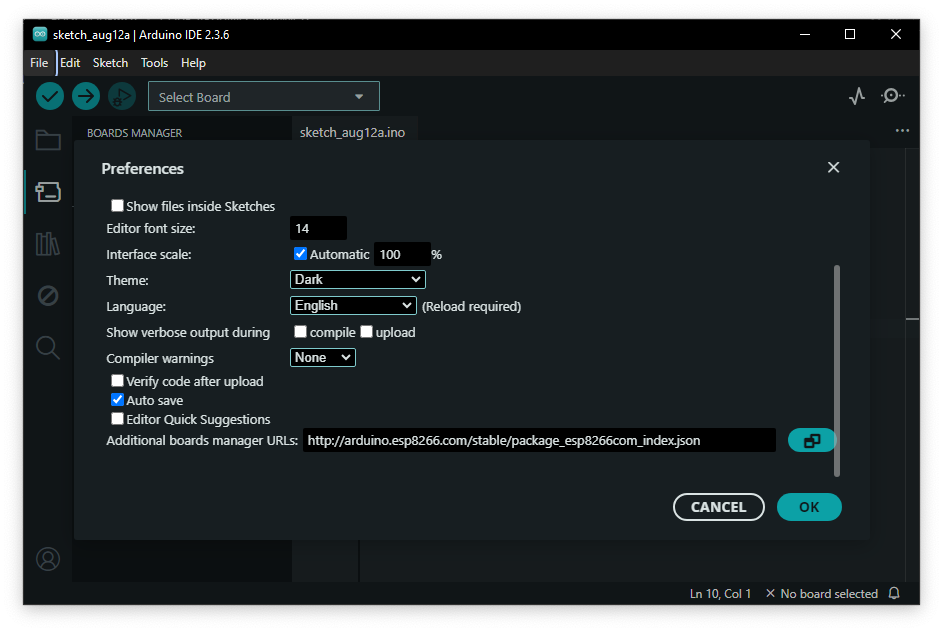 sketch_aug12a | Arduino IDE 2.3.6
File Edit Sketch Tools Help
Select Board
BOARDS MANAGER sketch_aug12a.ino
Preferences
Show files inside Sketches
Editor font size: 14
Interface scale: Automatic 100 %
Theme: Dark
Language: English (Reload required)
Show verbose output during compile upload
Compiler warnings None
Verify code after upload
Auto save
Editor Quick Suggestions
Additional boards manager URLs: http://arduino.esp8266.com/stable/package_esp8266com_index.json
CANCEL OK
Ln 10, Col 1 No board selected